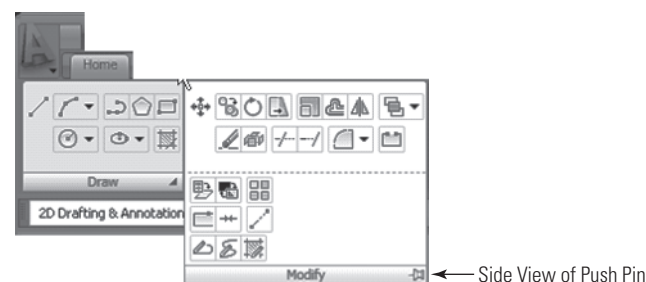 Home
Draw
2D Drafting & Annotation
Modify
Side View of Push Pin